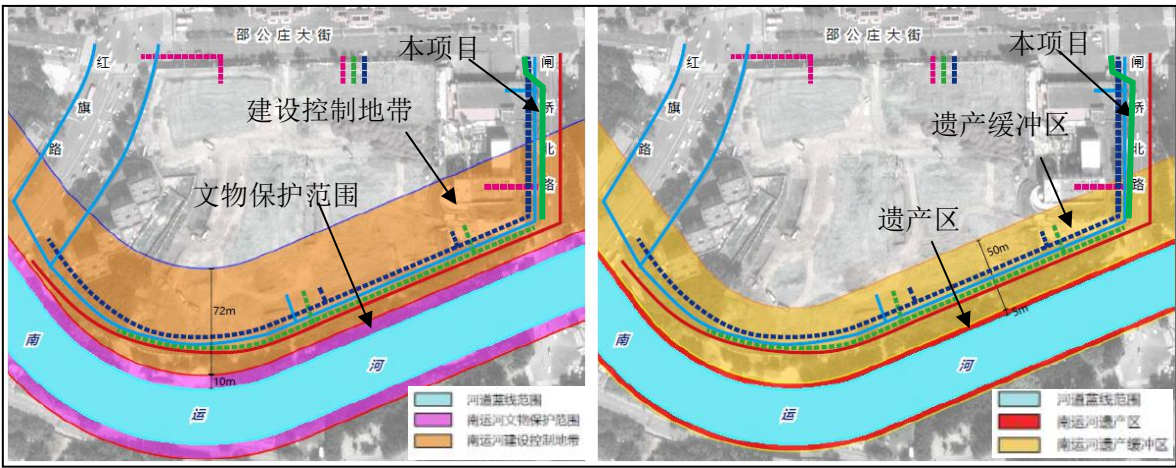 邵公庄大街
本项目
红旗路
闸桥北路
建设控制地带
文物保护范围
72m
10m
南运河
河道蓝线范围
南运河文物保护范围
南运河建设控制地带
邵公庄大街
本项目
红旗路
闸桥北路
遗产缓冲区
遗产区
50m
5m
南运河
河道蓝线范围
南运河遗产区
南运河遗产缓冲区